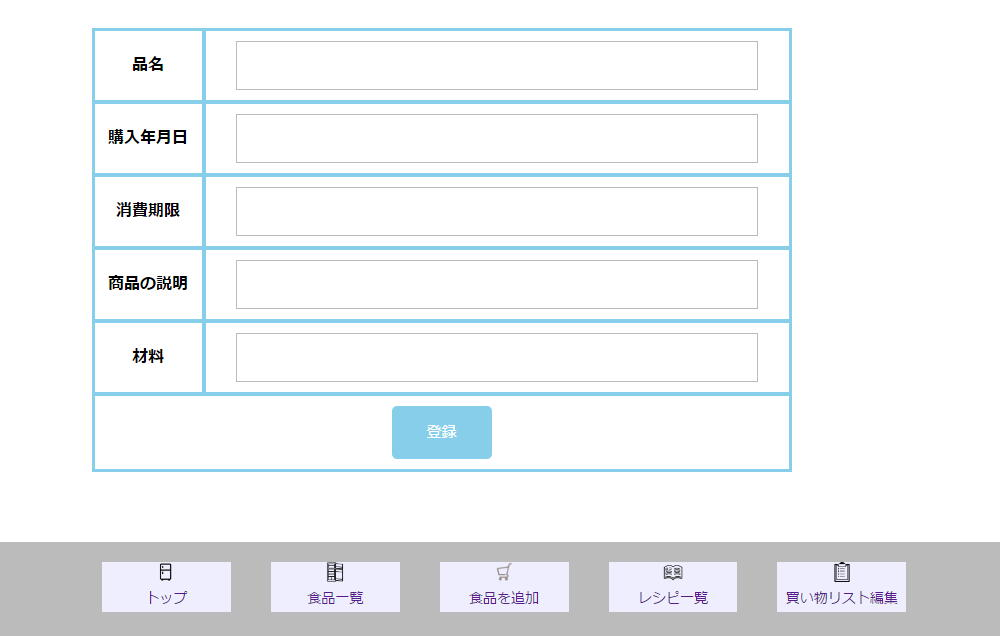 品名
購入年月日
消費期限
商品の説明
材料
登録
トップ
食品一覧
食品を追加
レシピ一覧
買い物リスト編集